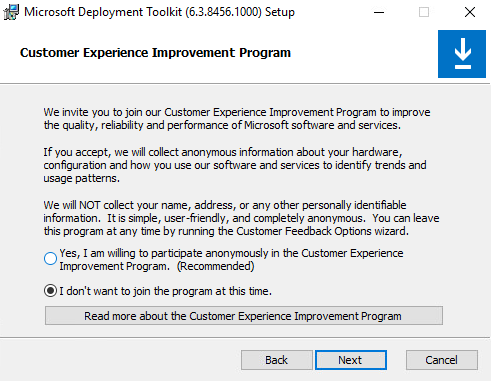 Microsoft Deployment Toolkit (6.3.8456.1000) Setup
Customer Experience Improvement Program
We invite you to join our Customer Experience Improvement Program to improve
the quality, reliability and performance of Microsoft software and services.
If you accept, we will collect anonymous information about your hardware,
configuration and how you use our software and services to identify trends and
usage patterns.
We will NOT collect your name, address, or any other personally identifiable
information.  It is simple, user-friendly, and completely anonymous.  You can leave
this program at any time by running the Customer Feedback Options wizard.
Yes, I am willing to participate anonymously in the Customer Experience
Improvement Program.  (Recommended)
I don't want to join the program at this time.
Read more about the Customer Experience Improvement Program
Back
Next
Cancel